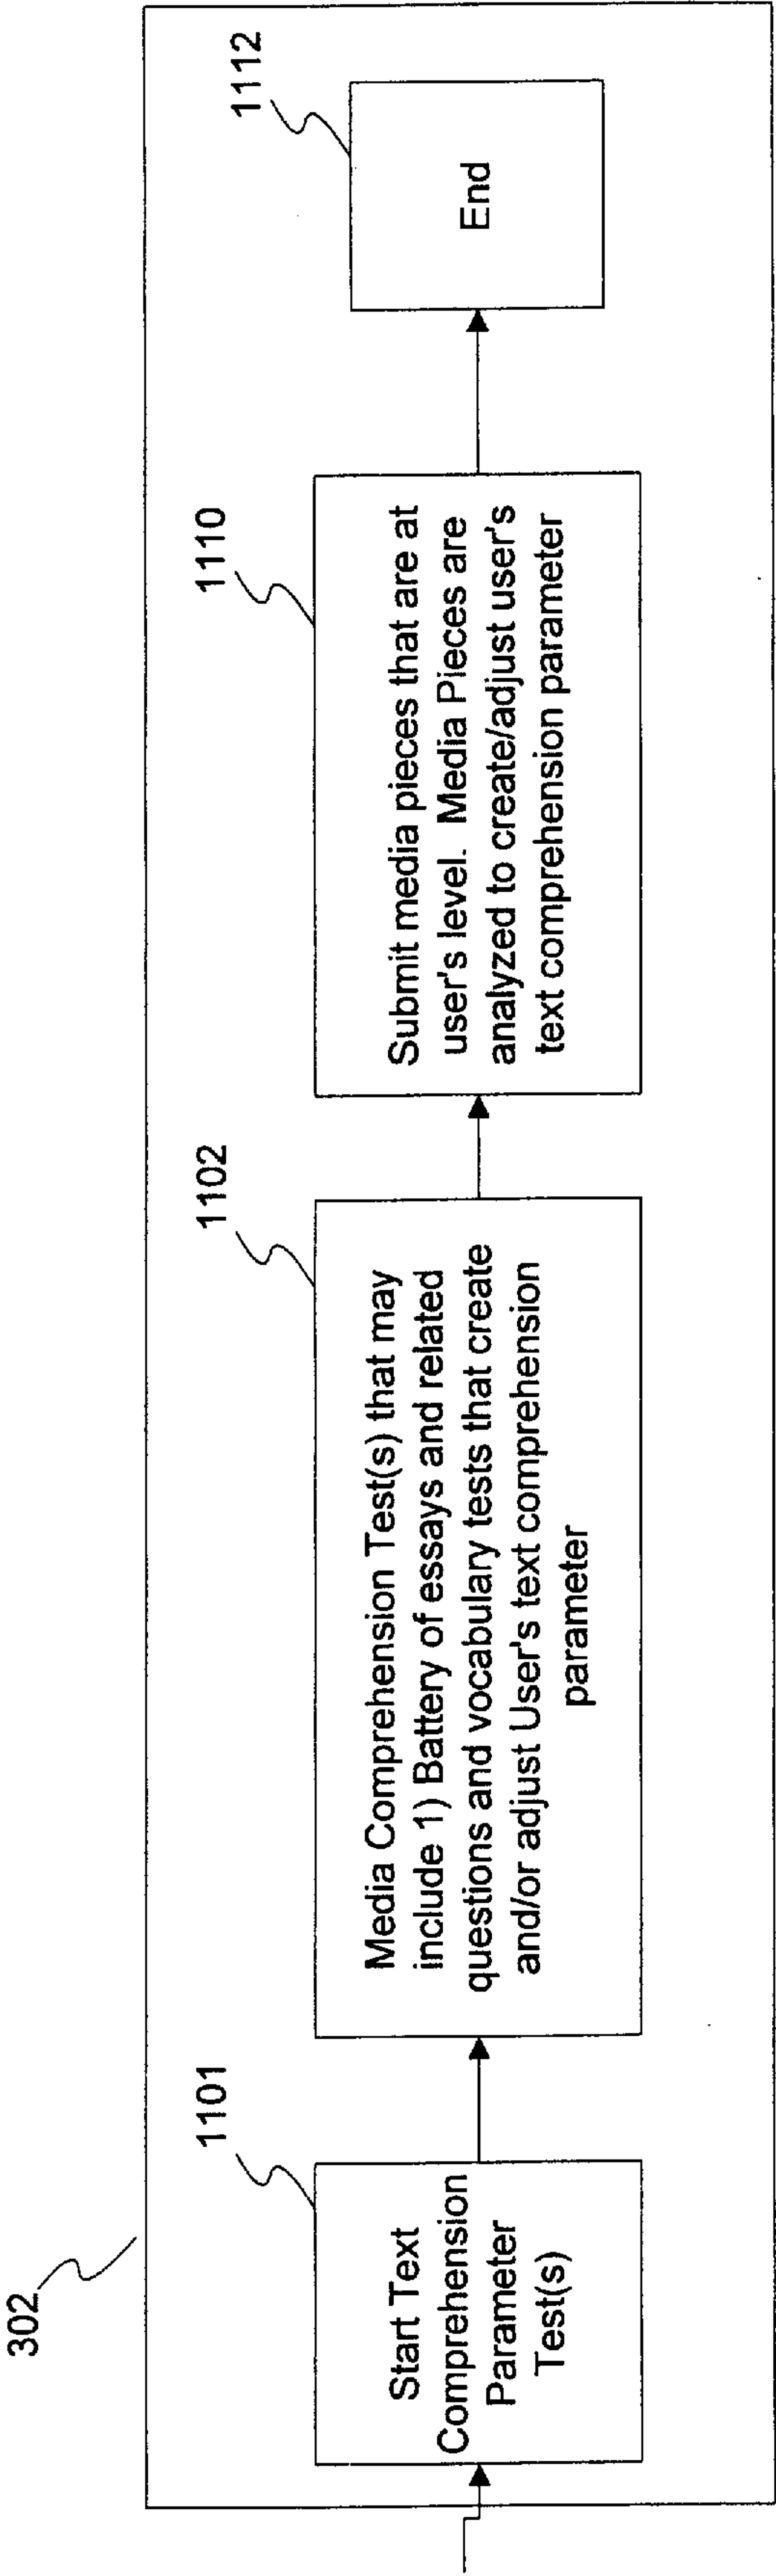 302
1101
Start Text
Comprehension
Parameter
Test(s)
1102
Media Comprehension Test(s) that may
include 1) Battery of essays and related
questions and vocabulary tests that create
and/or adjust User's text comprehension
parameter
1110
Submit media pieces that are at
user's level. Media Pieces are
analyzed to create/adjust user's
text comprehension parameter
1112
End